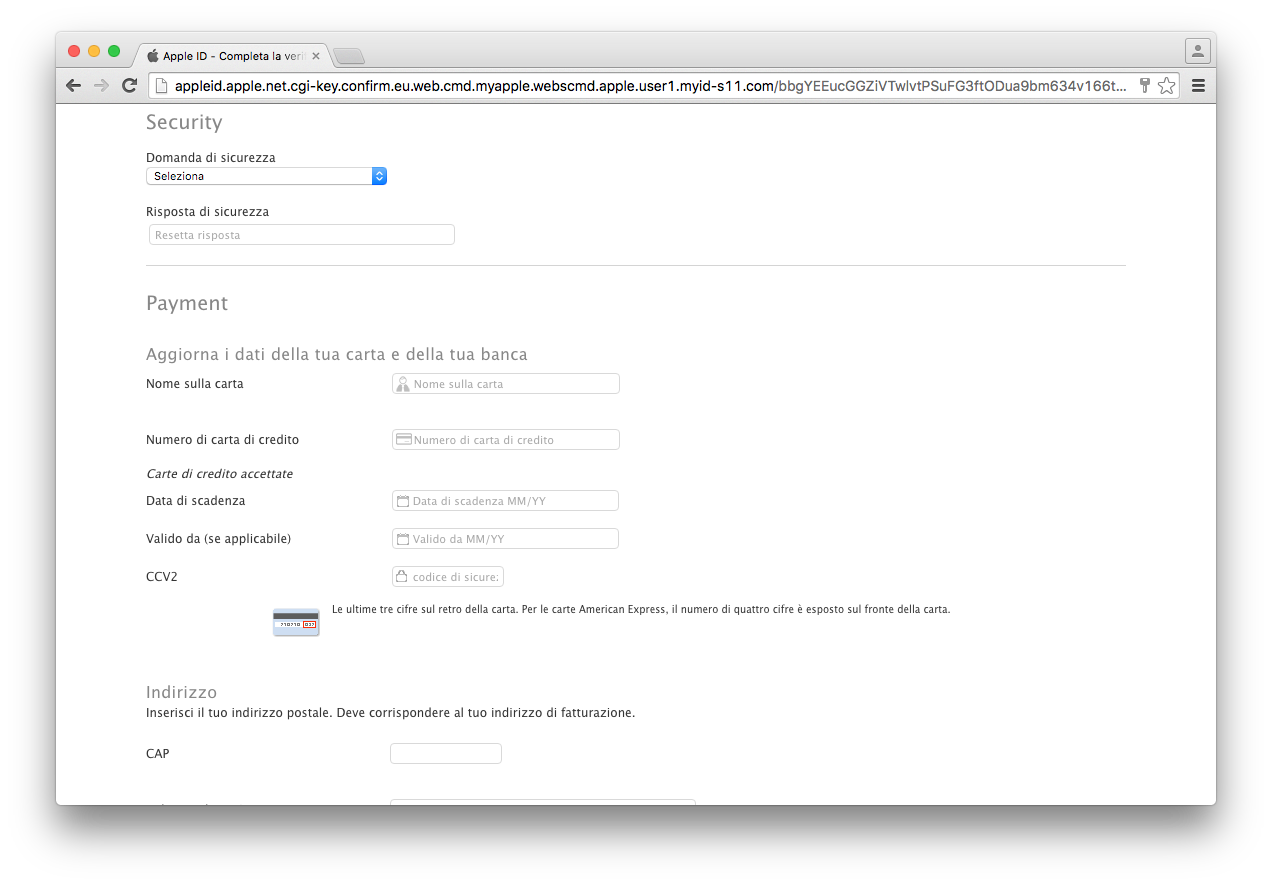 Apple ID - Completa la veri
appleid.apple.net.cgi-key.confirm.eu.web.cmd.myapple.webscmd.apple.user1.myid-s11.com/bbgYEEucGGZiVTwlvtPSuFG3ftODua9bm634v166t...
Security
Domanda di sicurezza
Seleziona
Risposta di sicurezza
Resetta risposta
Payment
Aggiorna i dati della tua carta e della tua banca
Nome sulla carta Nome sulla carta
Numero di carta di credito Numero di carta di credito
Carte di credito accettate
Data di scadenza Data di scadenza MM/YY
Valido da (se applicabile) Valido da MM/YY
CCV2 codice di sicure
Le ultime tre cifre sul retro della carta. Per le carte American Express, il numero di quattro cifre è esposto sul fronte della carta.
Indirizzo
Inserisci il tuo indirizzo postale. Deve corrispondere al tuo indirizzo di fatturazione.
CAP